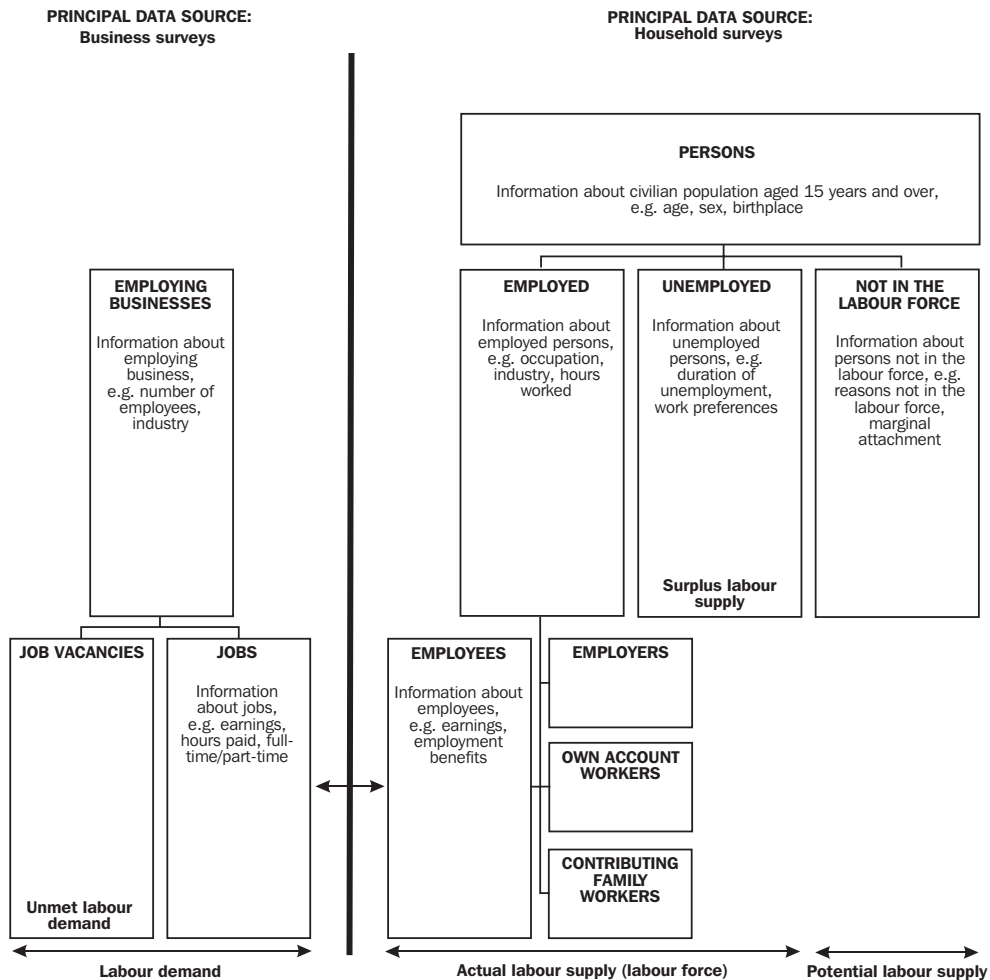 PRINCIPAL DATA SOURCE:
Business surveys
PRINCIPAL DATA SOURCE:
Household surveys
PERSONS
Information about civilian population aged 15 years and over,
e.g. age, sex, birthplace
EMPLOYING
BUSINESSES
Information about
employing
business,
e.g. number of
employees,
industry
EMPLOYED
Information about
employed persons,
e.g. occupation,
industry, hours
worked
UNEMPLOYED
Information about
unemployed
persons, e.g.
duration of
unemployment,
work preferences
Surplus labour
supply
NOT IN THE
LABOUR FORCE
Information about
persons not in the
labour force, e.g.
reasons not in the
labour force,
marginal
attachment
JOB VACANCIES
Unmet labour
demand
JOBS
Information
about jobs,
e.g. earnings,
hours paid, full-
time/part-time
EMPLOYEES
Information about
employees,
e.g. earnings,
employment
benefits
EMPLOYERS
OWN ACCOUNT
WORKERS
CONTRIBUTING
FAMILY
WORKERS
Labour demand
Actual labour supply (labour force)
Potential labour supply